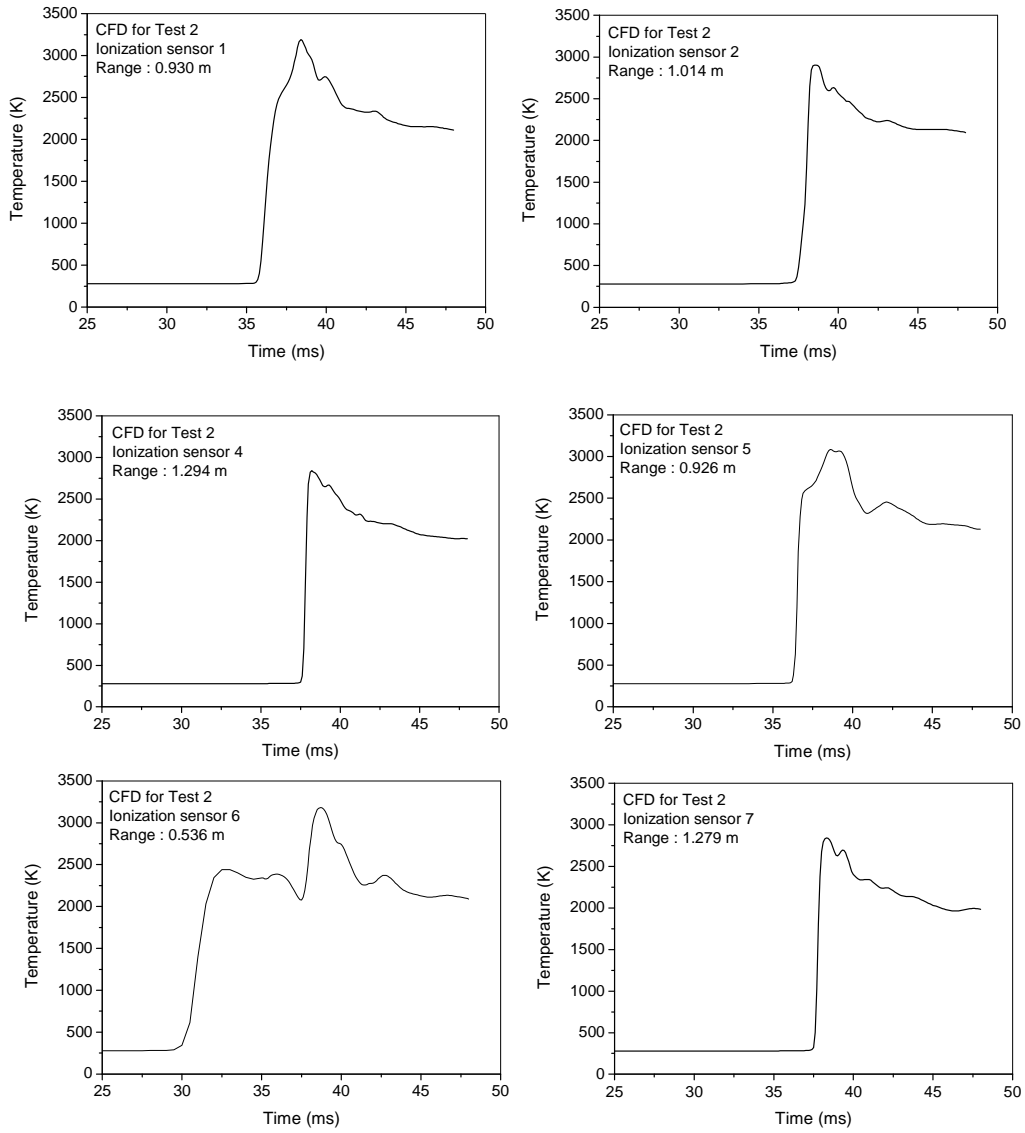 CFD for Test 2
Ionization sensor 1
Range : 0.930 m
Temperature (K)
3500
3000
2500
2000
1500
1000
500
0
25 30 35 40 45 50
Time (ms)
CFD for Test 2
Ionization sensor 2
Range : 1.014 m
Temperature (K)
3500
3000
2500
2000
1500
1000
500
0
25 30 35 40 45 50
Time (ms)
CFD for Test 2
Ionization sensor 4
Range : 1.294 m
Temperature (K)
3500
3000
2500
2000
1500
1000
500
0
25 30 35 40 45 50
Time (ms)
CFD for Test 2
Ionization sensor 5
Range : 0.926 m
Temperature (K)
3500
3000
2500
2000
1500
1000
500
0
25 30 35 40 45 50
Time (ms)
CFD for Test 2
Ionization sensor 6
Range : 0.536 m
Temperature (K)
3500
3000
2500
2000
1500
1000
500
0
25 30 35 40 45 50
Time (ms)
CFD for Test 2
Ionization sensor 7
Range : 1.279 m
Temperature (K)
3500
3000
2500
2000
1500
1000
500
0
25 30 35 40 45 50
Time (ms)